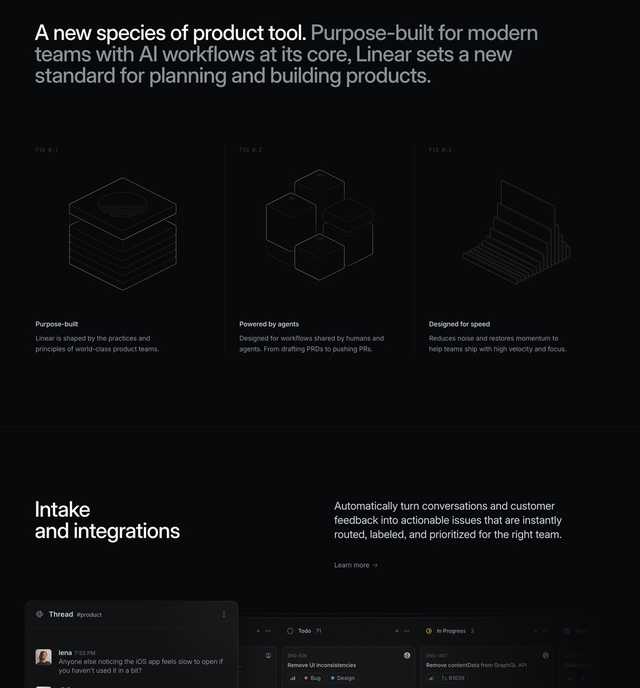 A new species of product tool. Purpose-built for modern
teams with AI workflows at its core, Linear sets a new
standard for planning and building products.
FIG 0.1
FIG 0.2
FIG 0.3
Purpose-built
Linear is shaped by the practices and
principles of world-class product teams.
Powered by agents
Designed for workflows shared by humans and
agents. From drafting PRDs to pushing PRs.
Designed for speed
Reduces noise and restores momentum to
help teams ship with high velocity and focus.
Intake
and integrations
Automatically turn conversations and customer
feedback into actionable issues that are instantly
routed, labeled, and prioritized for the right team.
Learn more →
Thread #product
lena 7:53 PM
Anyone else noticing the iOS app feels slow to open if
you haven't used it in a bit?
Todo 71
Remove UI inconsistencies
Bug
Design
In Progress 3
Remove contentData from GraphQL API